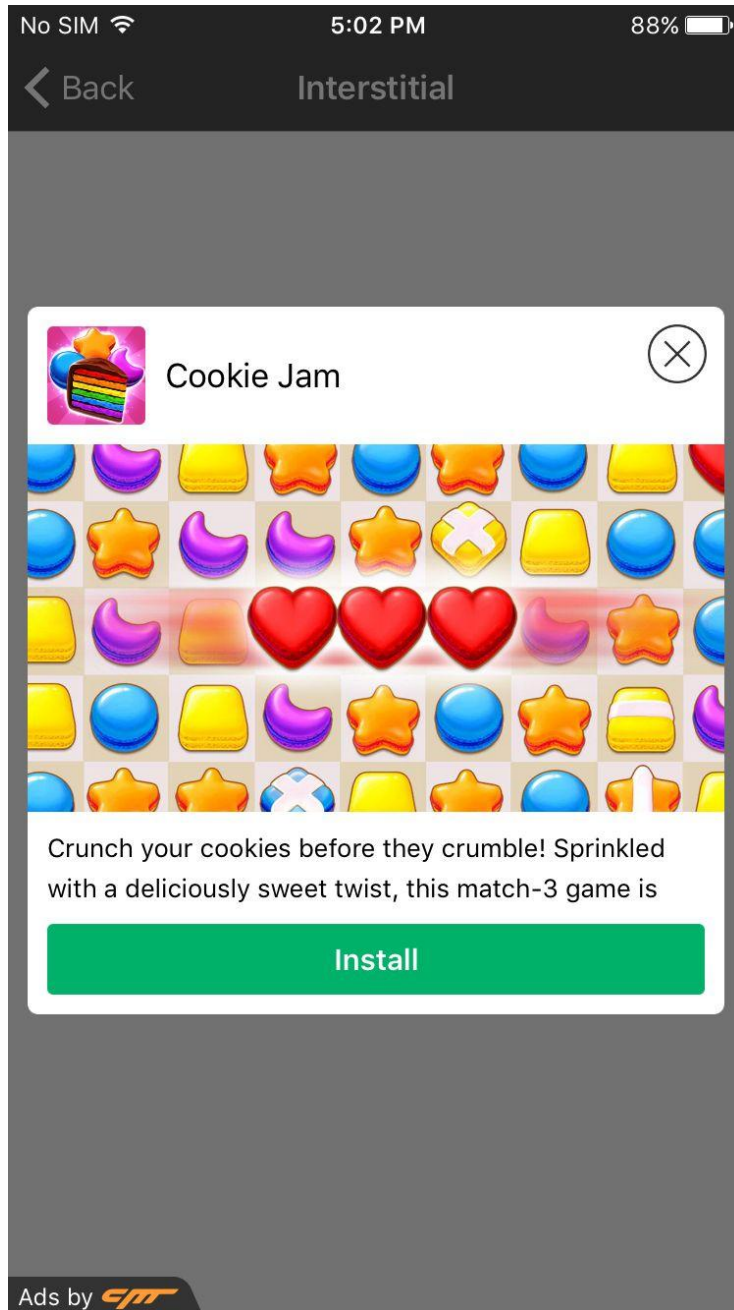 No SIM 5:02 PM 88%
Back Interstitial
Cookie Jam
Crunch your cookies before they crumble! Sprinkled
with a deliciously sweet twist, this match-3 game is
Install
Ads by